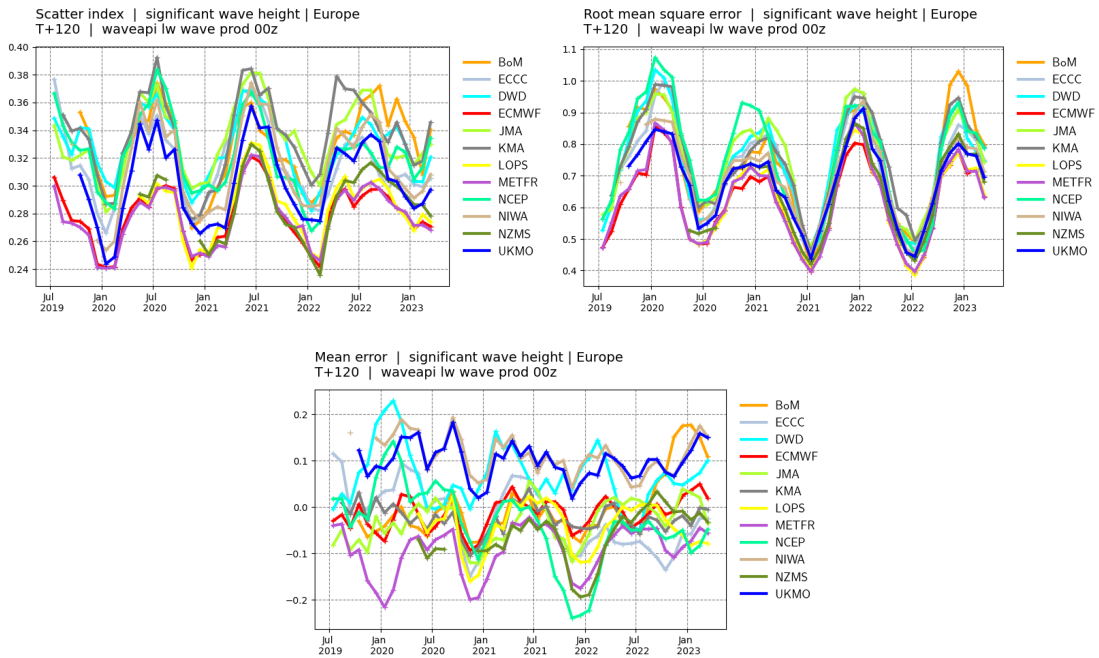 Scatter index | significant wave height | Europe
T+120 | waveapi lw wave prod 00z
0.40
0.38
0.36
0.34
0.32
0.30
0.28
0.26
0.24
Jul
2019
Jan
2020
Jul
2020
Jan
2021
Jul
2021
Jan
2022
Jul
2022
Jan
2023
BoM
ECCC
DWD
ECMWF
JMA
KMA
LOPS
METFR
NCEP
NIWA
NZMS
UKMO
Root mean square error | significant wave height | Europe
T+120 | waveapi lw wave prod 00z
1.1
1.0
0.9
0.8
0.7
0.6
0.5
0.4
Jul
2019
Jan
2020
Jul
2020
Jan
2021
Jul
2021
Jan
2022
Jul
2022
Jan
2023
BoM
ECCC
DWD
ECMWF
JMA
KMA
LOPS
METFR
NCEP
NIWA
NZMS
UKMO
Mean error | significant wave height | Europe
T+120 | waveapi lw wave prod 00z
0.2
0.1
0.0
−0.1
−0.2
Jul
2019
Jan
2020
Jul
2020
Jan
2021
Jul
2021
Jan
2022
Jul
2022
Jan
2023
BoM
ECCC
DWD
ECMWF
JMA
KMA
LOPS
METFR
NCEP
NIWA
NZMS
UKMO